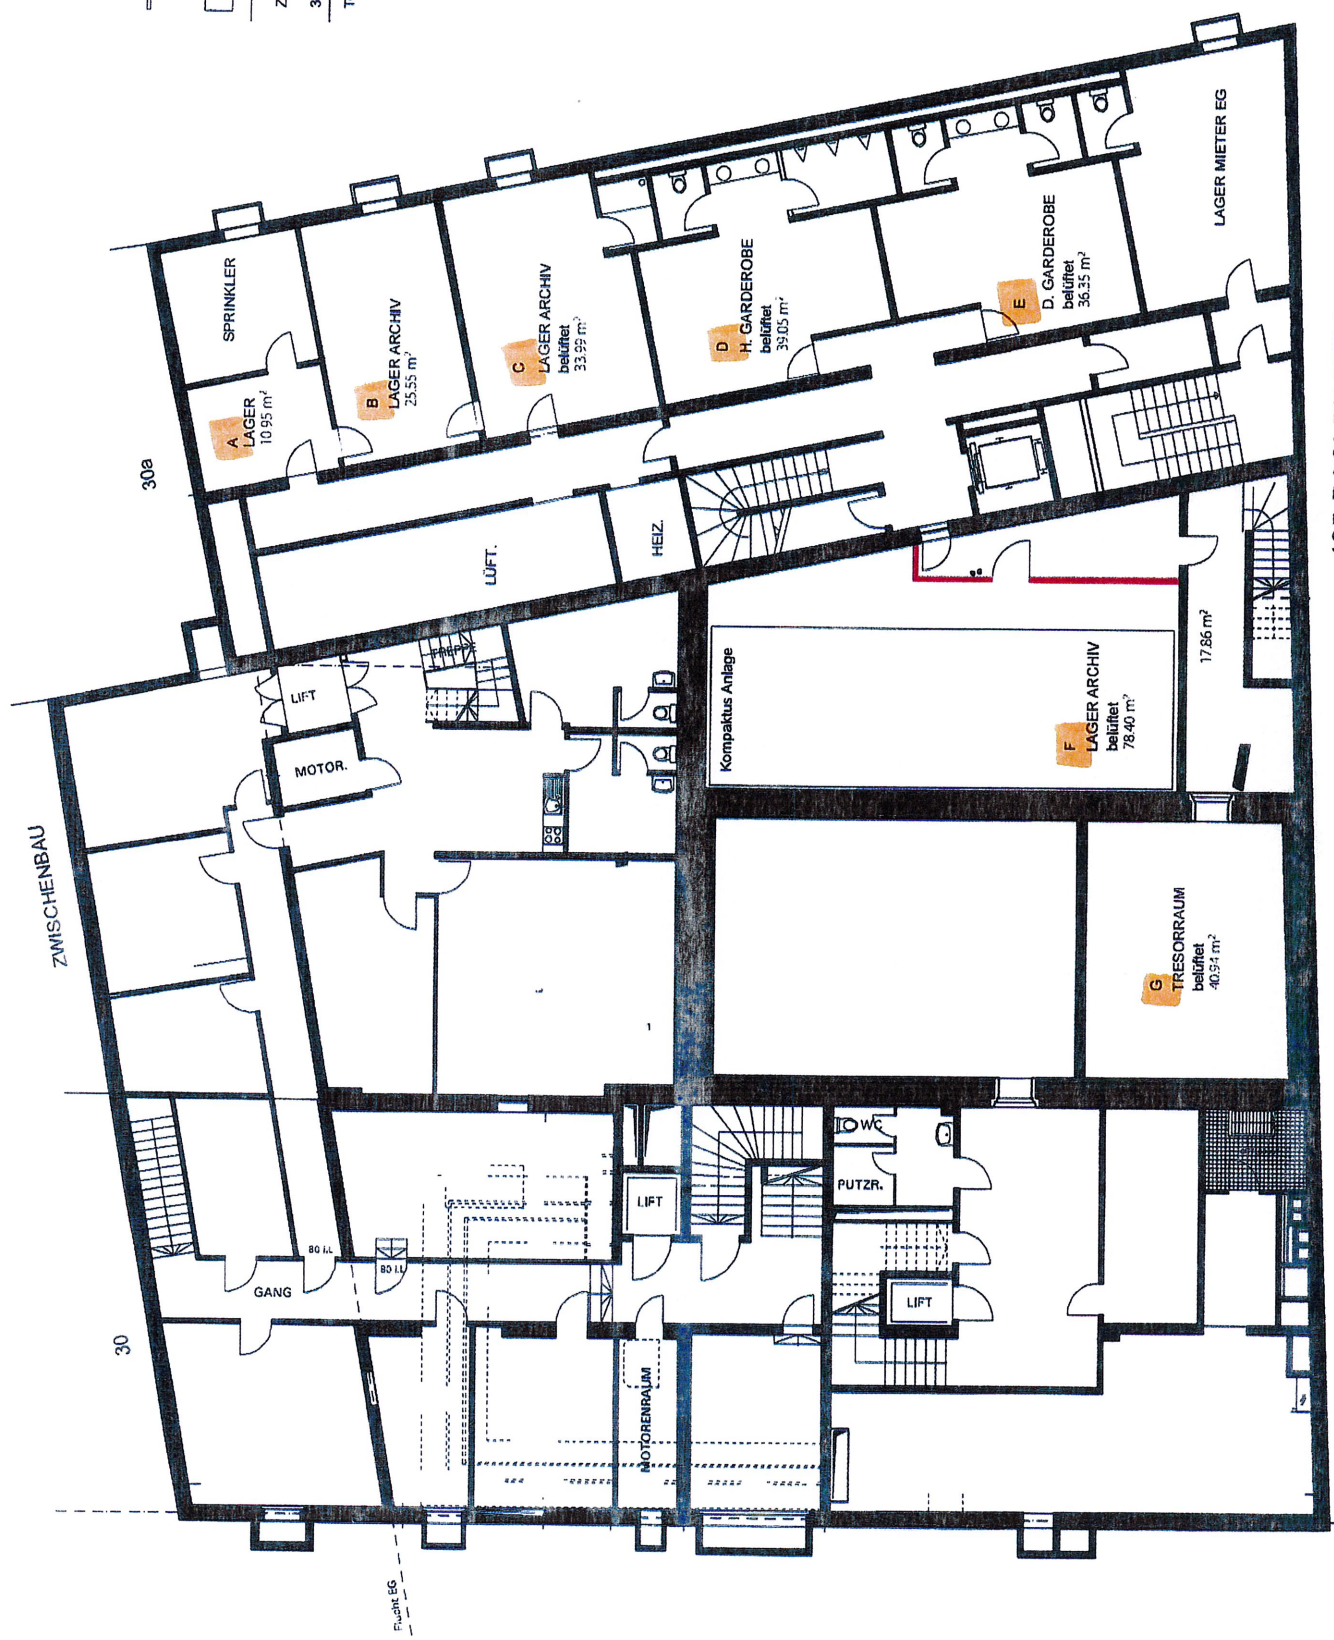 30a
SPRINKLER
A
LAGER
10.95 m²
B
LAGER ARCHIV
25.55 m²
C
LAGER ARCHIV
belüftet
33.99 m²
D
H. GARDEROBE
belüftet
39.05 m²
E
D. GARDEROBE
belüftet
36.35 m²
LAGER MIETER EG
LÜFT.
HEIZ.
ZWISCHENBAU
LIFT
TREPPE
MOTOR.
Kompaktus Anlage
F
LAGER ARCHIV
belüftet
78.40 m²
17.86 m²
G
TRESORRAUM
belüftet
40.94 m²
30
GANG
80 i.L
80 i.L
LIFT
WC
PUTZR.
LIFT
MOTORENRAUM
Flucht EG